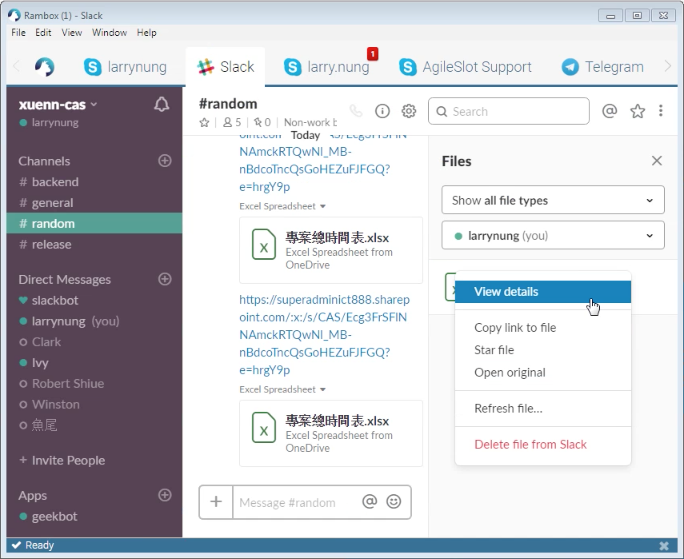 Rambox (1) - Slack
File Edit View Window Help
larrynung
Slack
larry.nung
1
AgileSlot Support
Telegram
xuenn-cas
larrynung
Channels
# backend
# general
# random
# release
Direct Messages
slackbot
larrynung (you)
Clark
Ivy
Robert Shiue
Winston
魚尾
+ Invite People
Apps
geekbot
#random
5
0
Non-work b
Search
Today
NAmckRTQwNl_MB-
nBdcoTncQsGoHEZuFJFGQ?
e=hrgY9p
Excel Spreadsheet
專案總時間表.xlsx
Excel Spreadsheet from
OneDrive
https://superadminict888.sharep
oint.com/:x:/s/CAS/Ecg3FrSFlN
NAmckRTQwNl_MB-
nBdcoTncQsGoHEZuFJFGQ?
e=hrgY9p
Excel Spreadsheet
專案總時間表.xlsx
Excel Spreadsheet from
OneDrive
Message #random
Files
Show all file types
larrynung (you)
View details
Copy link to file
Star file
Open original
Refresh file...
Delete file from Slack
Ready